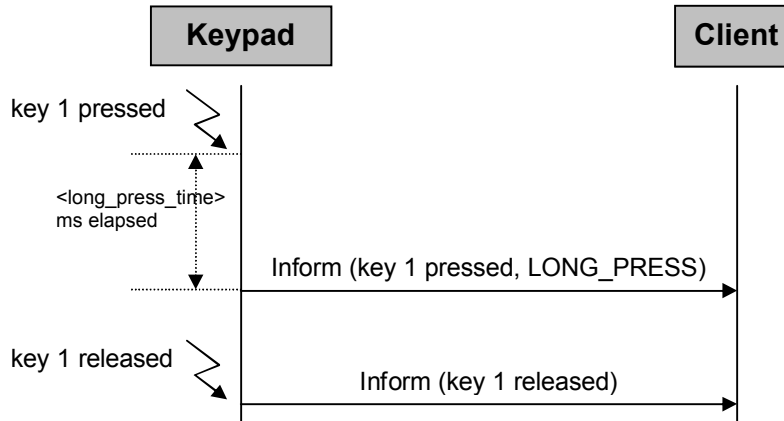 Keypad
Client
key 1 pressed
<long_press_time>
ms elapsed
Inform (key 1 pressed, LONG_PRESS)
key 1 released
Inform (key 1 released)